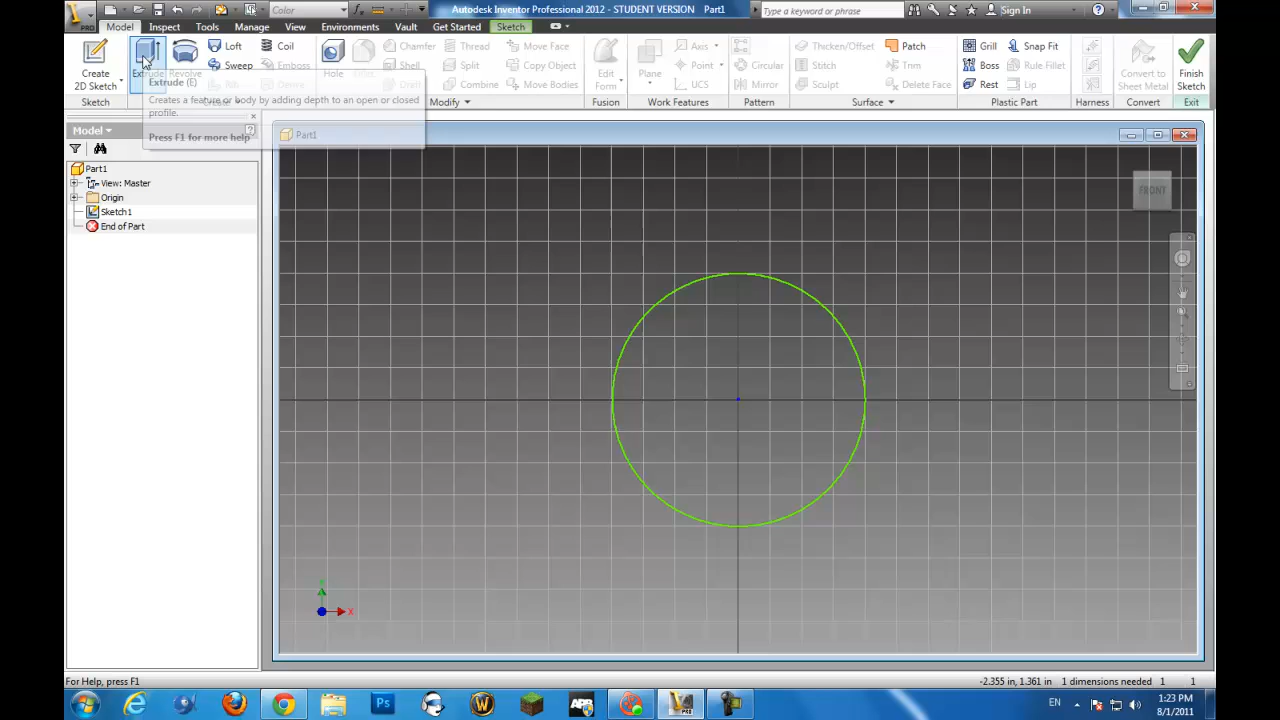 PRO
Color
Autodesk Inventor Professional 2012 - STUDENT VERSION Part1
Type a keyword or phrase
Sign In
Model Inspect Tools Manage View Environments Vault Get Started Sketch
Create
2D Sketch
Extrude
Revolve
Loft
Coil
Sweep
Emboss
Hole
Chamfer
Shell
Draft
Thread
Split
Combine
Move Face
Copy Object
Move Bodies
Edit
Form
Plane
Axis
Point
UCS
Circular
Mirror
Thicken/Offset
Stitch
Sculpt
Patch
Trim
Delete Face
Grill
Boss
Rest
Snap Fit
Rule Fillet
Lip
Convert to
Sheet Metal
Finish
Sketch
Sketch
Modify
Fusion
Work Features
Pattern
Surface
Plastic Part
Harness
Convert
Exit
Extrude (E)
Creates a feature or body by adding depth to an open or closed
profile.
Press F1 for more help
Model
Part1
View: Master
Origin
Sketch1
End of Part
Part1
FRONT
X
For Help, press F1
-2.355 in, 1.361 in 1 dimensions needed 1 1
Ps
W
PRO
EN
1:23 PM
8/1/2011